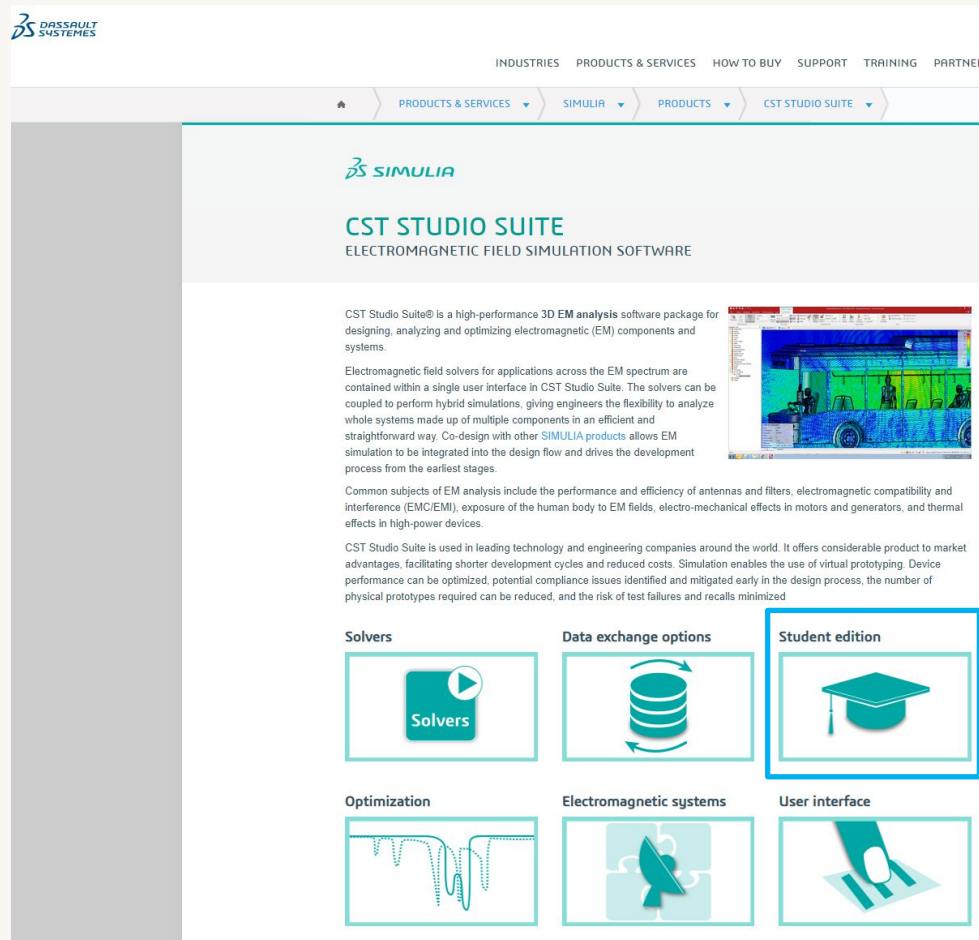 DASSAULT
SYSTEMES
INDUSTRIES PRODUCTS & SERVICES HOW TO BUY SUPPORT TRAINING PARTNER
PRODUCTS & SERVICES SIMULIA PRODUCTS CST STUDIO SUITE
SIMULIA
CST STUDIO SUITE
ELECTROMAGNETIC FIELD SIMULATION SOFTWARE
CST Studio Suite® is a high-performance 3D EM analysis software package for
designing, analyzing and optimizing electromagnetic (EM) components and
systems.
Electromagnetic field solvers for applications across the EM spectrum are
contained within a single user interface in CST Studio Suite. The solvers can be
coupled to perform hybrid simulations, giving engineers the flexibility to analyze
whole systems made up of multiple components in an efficient and
straightforward way. Co-design with other SIMULIA products allows EM
simulation to be integrated into the design flow and drives the development
process from the earliest stages.
Common subjects of EM analysis include the performance and efficiency of antennas and filters, electromagnetic compatibility and
interference (EMC/EMI), exposure of the human body to EM fields, electro-mechanical effects in motors and generators, and thermal
effects in high-power devices.
CST Studio Suite is used in leading technology and engineering companies around the world. It offers considerable product to market
advantages, facilitating shorter development cycles and reduced costs. Simulation enables the use of virtual prototyping. Device
performance can be optimized, potential compliance issues identified and mitigated early in the design process, the number of
physical prototypes required can be reduced, and the risk of test failures and recalls minimized
Solvers Data exchange options Student edition
Solvers
Optimization Electromagnetic systems User interface